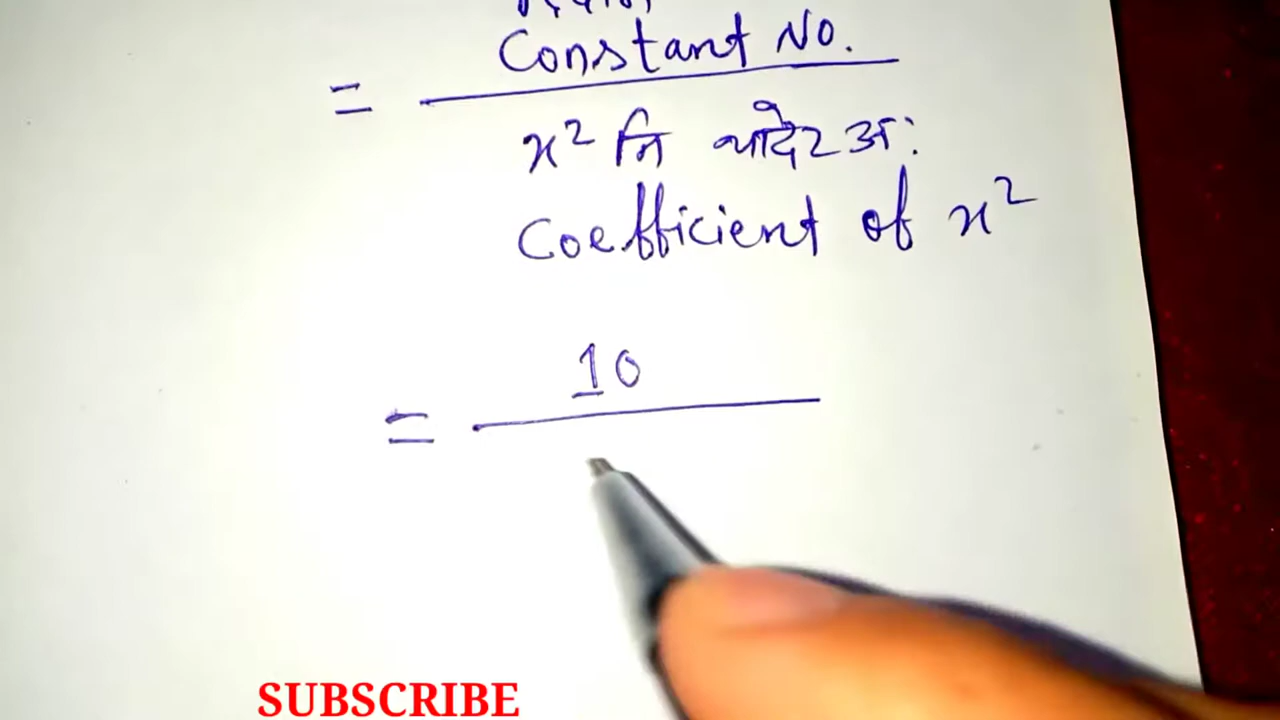 Constant No.
=
x² नि थादेर अ:
Coefficient of x²
10
=
SUBSCRIBE